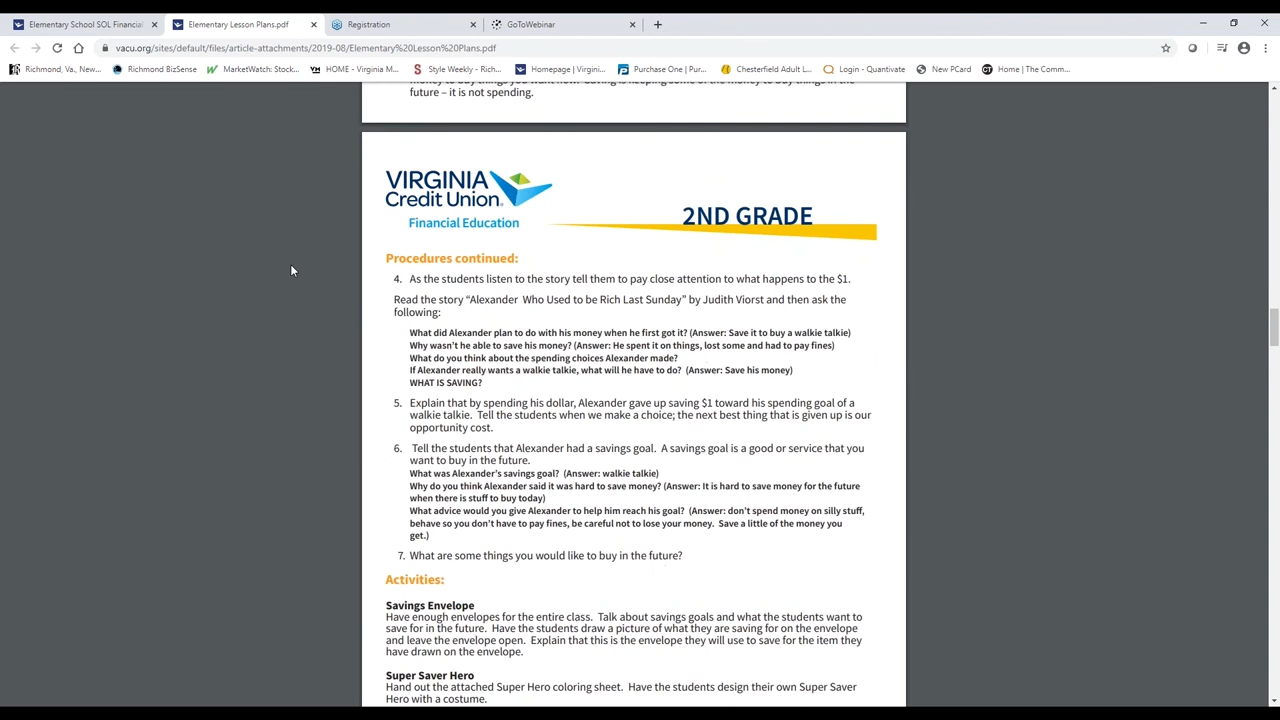 Elementary School SOL Financial
Elementary Lesson Plans.pdf
Registration
GoToWebinar
vacu.org/sites/default/files/article-attachments/2019-08/Elementary%20Lesson%20Plans.pdf
Richmond, Va., New...
Richmond BizSense
MarketWatch: Stock...
HOME - Virginia M...
Style Weekly - Rich...
Homepage | Virgini...
Purchase One | Pur...
Chesterfield Adult L...
Login - Quantivate
New PCard
Home | The Comm...
future – it is not spending.
VIRGINIA
Credit Union
Financial Education
2ND GRADE
Procedures continued:
4. As the students listen to the story tell them to pay close attention to what happens to the $1.
Read the story “Alexander Who Used to be Rich Last Sunday” by Judith Viorst and then ask the
following:
What did Alexander plan to do with his money when he first got it? (Answer: Save it to buy a walkie talkie)
Why wasn’t he able to save his money? (Answer: He spent it on things, lost some and had to pay fines)
What do you think about the spending choices Alexander made?
If Alexander really wants a walkie talkie, what will he have to do? (Answer: Save his money)
WHAT IS SAVING?
5. Explain that by spending his dollar, Alexander gave up saving $1 toward his spending goal of a
walkie talkie. Tell the students when we make a choice; the next best thing that is given up is our
opportunity cost.
6. Tell the students that Alexander had a savings goal. A savings goal is a good or service that you
want to buy in the future.
What was Alexander’s savings goal? (Answer: walkie talkie)
Why do you think Alexander said it was hard to save money? (Answer: It is hard to save money for the future
when there is stuff to buy today)
What advice would you give Alexander to help him reach his goal? (Answer: don’t spend money on silly stuff,
behave so you don’t have to pay fines, be careful not to lose your money. Save a little of the money you
get.)
7. What are some things you would like to buy in the future?
Activities:
Savings Envelope
Have enough envelopes for the entire class. Talk about savings goals and what the students want to
save for in the future. Have the students draw a picture of what they are saving for on the envelope
and leave the envelope open. Explain that this is the envelope they will use to save for the item they
have drawn on the envelope.
Super Saver Hero
Hand out the attached Super Hero coloring sheet. Have the students design their own Super Saver
Hero with a costume.